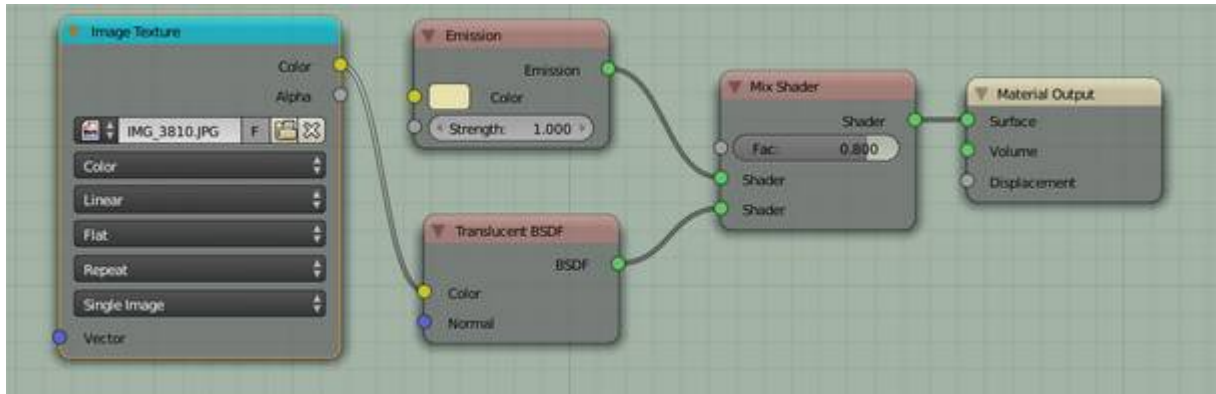 Image Texture
Color
Alpha
IMG_3810.JPG F
Color
Linear
Flat
Repeat
Single Image
Vector
Emission
Emission
Color
Strength: 1.000
Translucent BSDF
BSDF
Color
Normal
Mix Shader
Shader
Fac: 0.800
Shader
Shader
Material Output
Surface
Volume
Displacement